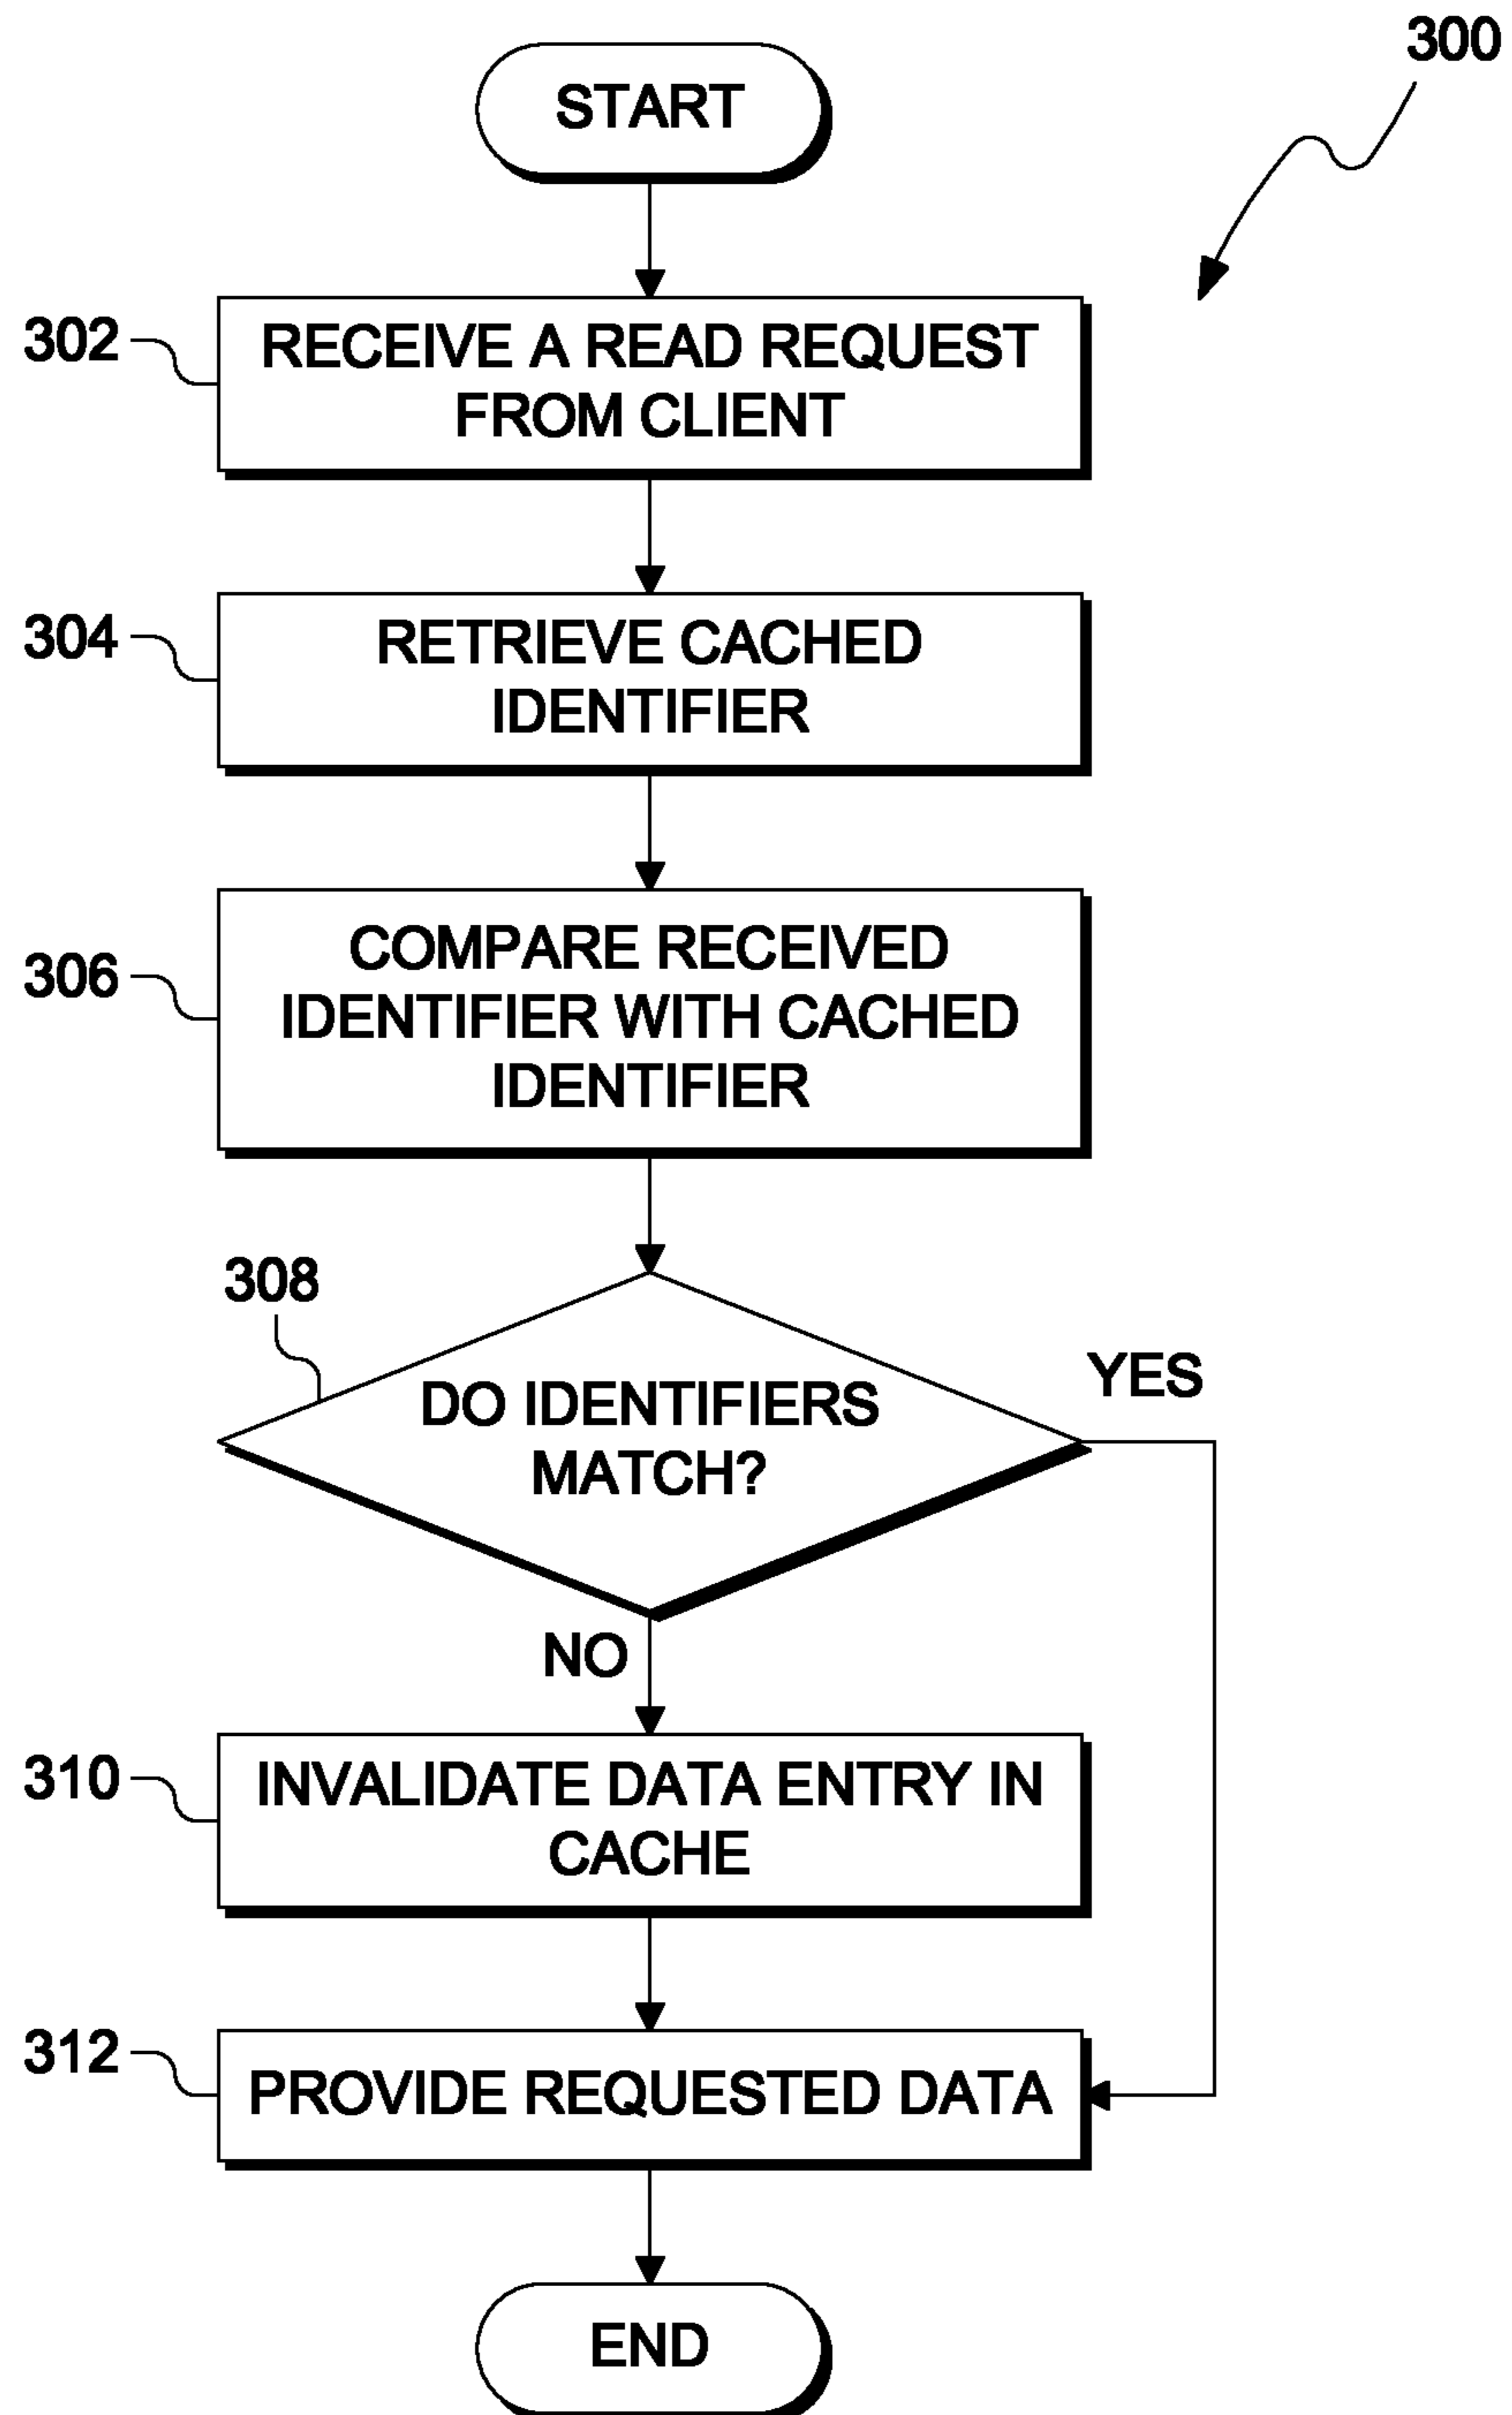 300
START
302
RECEIVE A READ REQUEST
FROM CLIENT
304
RETRIEVE CACHED
IDENTIFIER
306
COMPARE RECEIVED
IDENTIFIER WITH CACHED
IDENTIFIER
308
DO IDENTIFIERS
MATCH?
YES
NO
310
INVALIDATE DATA ENTRY IN
CACHE
312
PROVIDE REQUESTED DATA
END